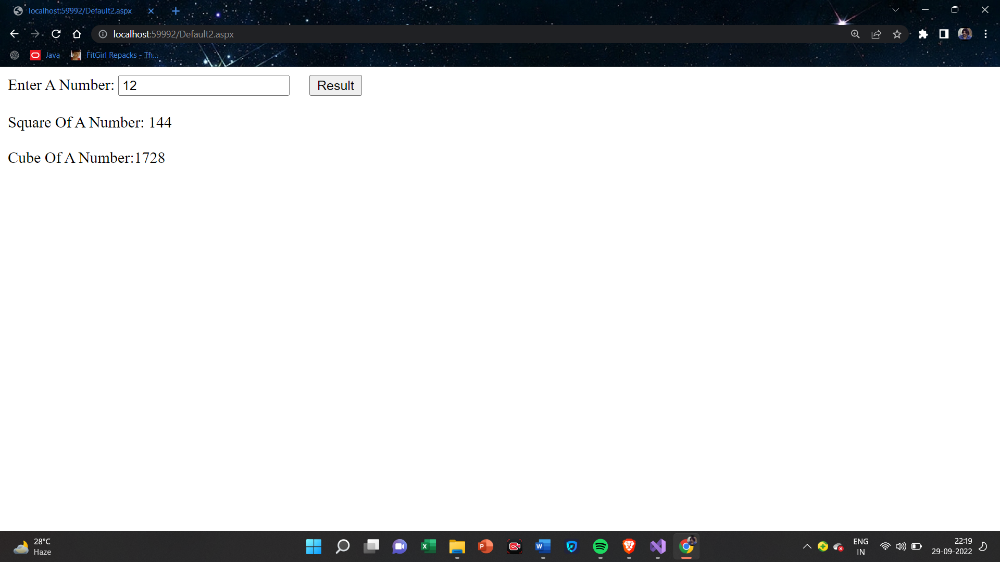 localhost:59992/Default2.aspx
localhost:59992/Default2.aspx
Java FitGirl Repacks - Th...
Enter A Number: 12 Result
Square Of A Number: 144
Cube Of A Number:1728
28°C
Haze
ENG
IN
22:19
29-09-2022